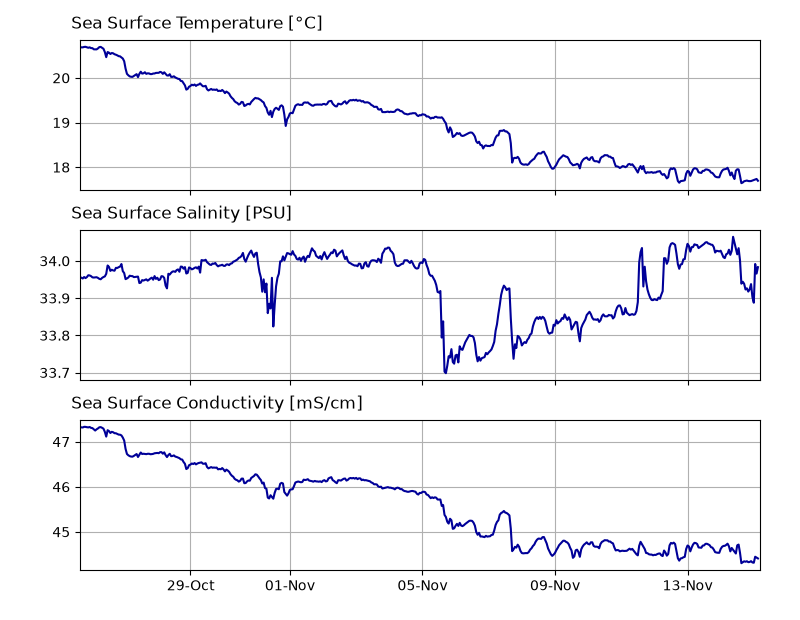 Sea Surface Temperature [°C]
20
19
18
Sea Surface Salinity [PSU]
34.0
33.9
33.8
33.7
Sea Surface Conductivity [mS/cm]
47
46
45
29-Oct 01-Nov 05-Nov 09-Nov 13-Nov